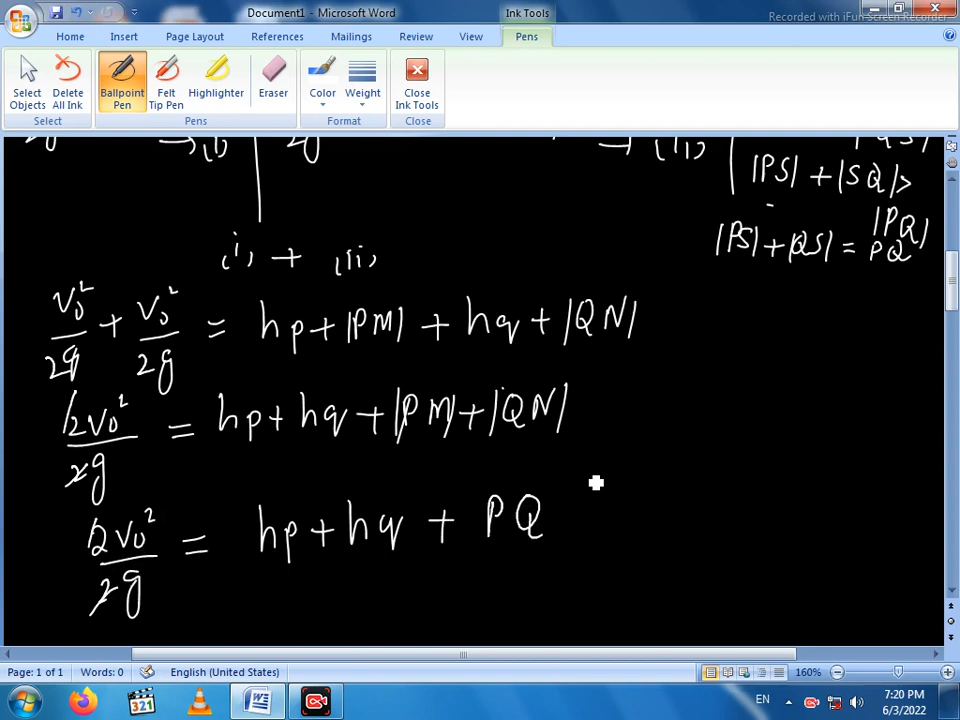 Document1 - Microsoft Word
Ink Tools
Recorded with iFun Screen Recorder
Home Insert Page Layout References Mailings Review View Pens
Select Objects
Delete All Ink
Ballpoint Pen
Felt Tip Pen
Highlighter
Eraser
Color
Weight
Close Ink Tools
Select Pens Format Close
|PS| + |SQ| >
|PQ|
|PS| + |QS| = PQ
(i) + (ii)
V₀²/2g + V₀²/2g = hp + |PM| + hq + |QN|
2V₀²/2g = hp + hq + |PM| + |QN|
2V₀²/2g = hp + hq + PQ
Page: 1 of 1 Words: 0 English (United States) 160%
321
EN 7:20 PM
6/3/2022